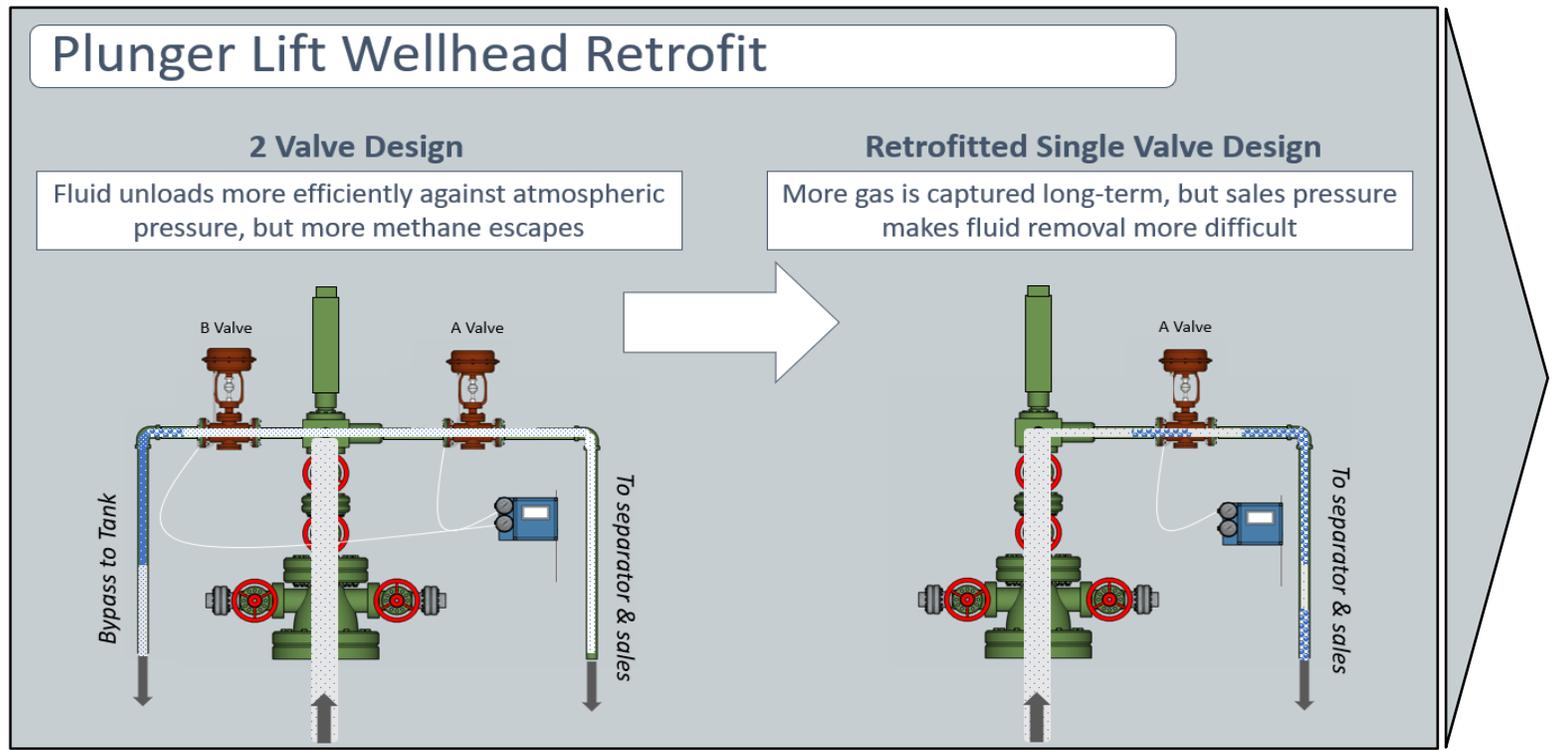 Plunger Lift Wellhead Retrofit
2 Valve Design
Fluid unloads more efficiently against atmospheric
pressure, but more methane escapes
Retrofitted Single Valve Design
More gas is captured long-term, but sales pressure
makes fluid removal more difficult
B Valve
A Valve
Bypass to Tank
To separator & sales
A Valve
To separator & sales